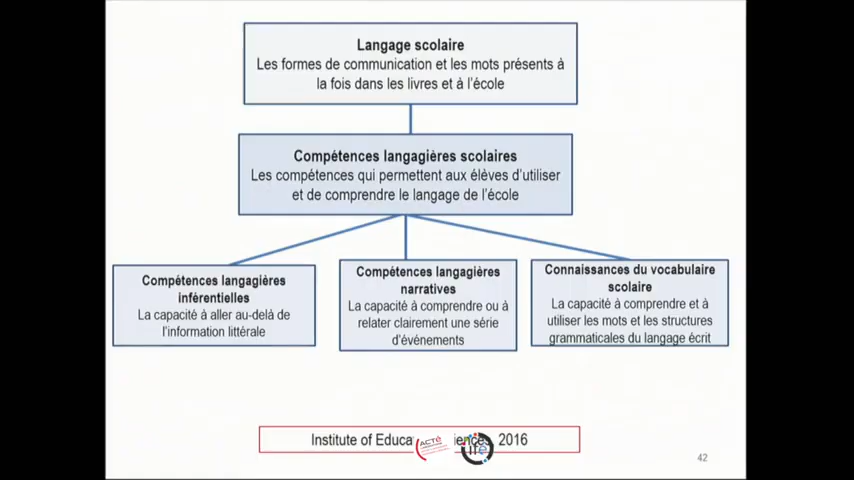 Langage scolaire
Les formes de communication et les mots présents à
la fois dans les livres et à l'école
Compétences langagières scolaires
Les compétences qui permettent aux élèves d'utiliser
et de comprendre le langage de l'école
Compétences langagières
inférentielles
La capacité à aller au-delà de
l'information littérale
Compétences langagières
narratives
La capacité à comprendre ou à
relater clairement une série
d'événements
Connaissances du vocabulaire
scolaire
La capacité à comprendre et à
utiliser les mots et les structures
grammaticales du langage écrit
Institute of 2016
ACTé
ifé
42